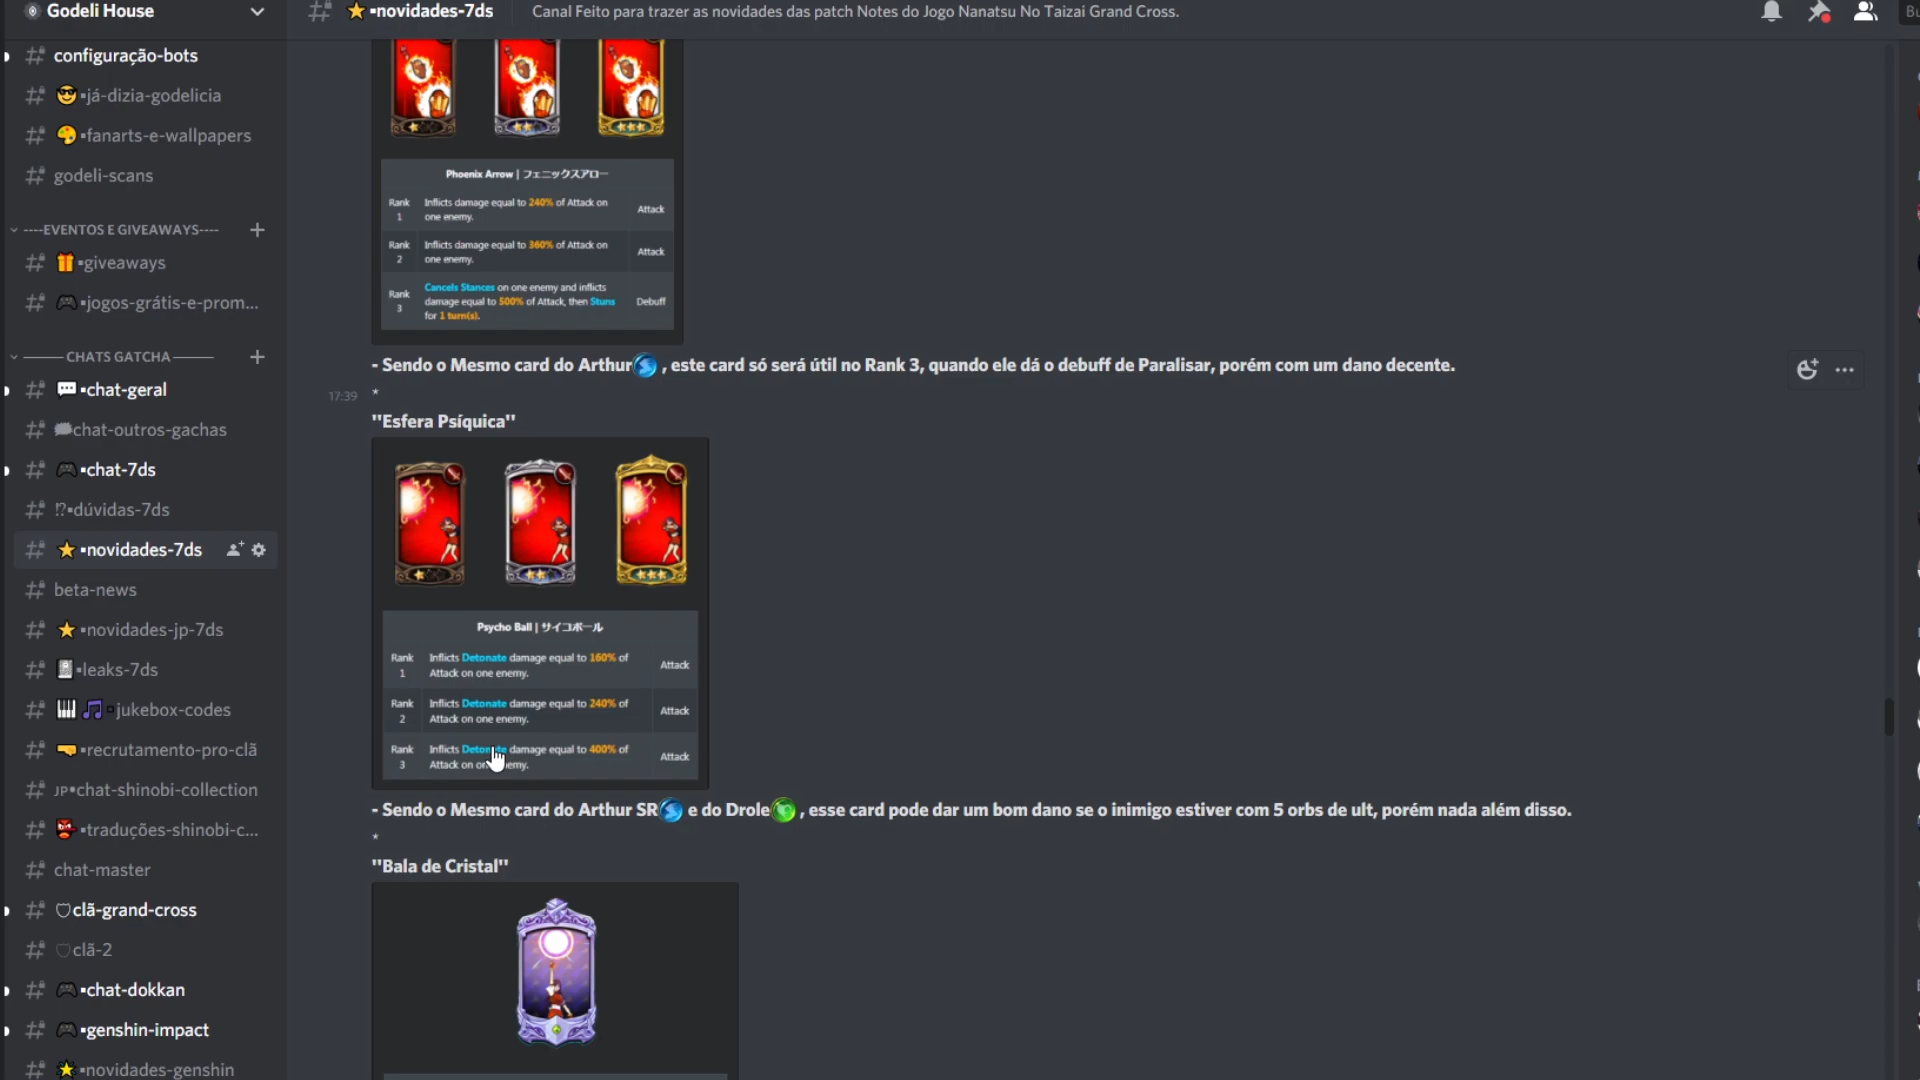 Godeli House
configuração-bots
já-dizia-godelicia
fanarts-e-wallpapers
godeli-scans
----EVENTOS E GIVEAWAYS----
giveaways
jogos-grátis-e-prom...
——— CHATS GATCHA———
chat-geral
chat-outros-gachas
chat-7ds
⁉▪dúvidas-7ds
▪novidades-7ds
beta-news
▪novidades-jp-7ds
▪leaks-7ds
▪jukebox-codes
▪recrutamento-pro-clã
JP▪chat-shinobi-collection
▪traduções-shinobi-c...
chat-master
clã-grand-cross
clã-2
▪chat-dokkan
▪genshin-impact
▪novidades-genshin
▪novidades-7ds
Canal Feito para trazer as novidades das patch Notes do Jogo Nanatsu No Taizai Grand Cross.
Bu
Phoenix Arrow | フェニックスアロー
Rank 1 Inflicts damage equal to 240% of Attack on one enemy. Attack
Rank 2 Inflicts damage equal to 360% of Attack on one enemy. Attack
Rank 3 Cancels Stances on one enemy and inflicts damage equal to 500% of Attack, then Stuns for 1 turn(s). Debuff
- Sendo o Mesmo card do Arthur , este card só será útil no Rank 3, quando ele dá o debuff de Paralisar, porém com um dano decente.
17:39 *
"Esfera Psíquica"
Psycho Ball | サイコボール
Rank 1 Inflicts Detonate damage equal to 160% of Attack on one enemy. Attack
Rank 2 Inflicts Detonate damage equal to 240% of Attack on one enemy. Attack
Rank 3 Inflicts Detonate damage equal to 400% of Attack on one enemy. Attack
- Sendo o Mesmo card do Arthur SR e do Drole , esse card pode dar um bom dano se o inimigo estiver com 5 orbs de ult, porém nada além disso.
*
"Bala de Cristal"